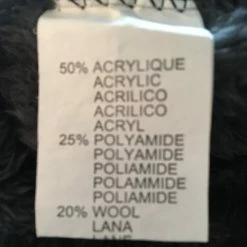 50% ACRYLIQUE
ACRYLIC
ACRILICO
ACRILICO
ACRYL
25% POLYAMIDE
POLYAMIDE
POLIAMIDE
POLAMMIDE
POLIAMIDE
20% WOOL
LANA